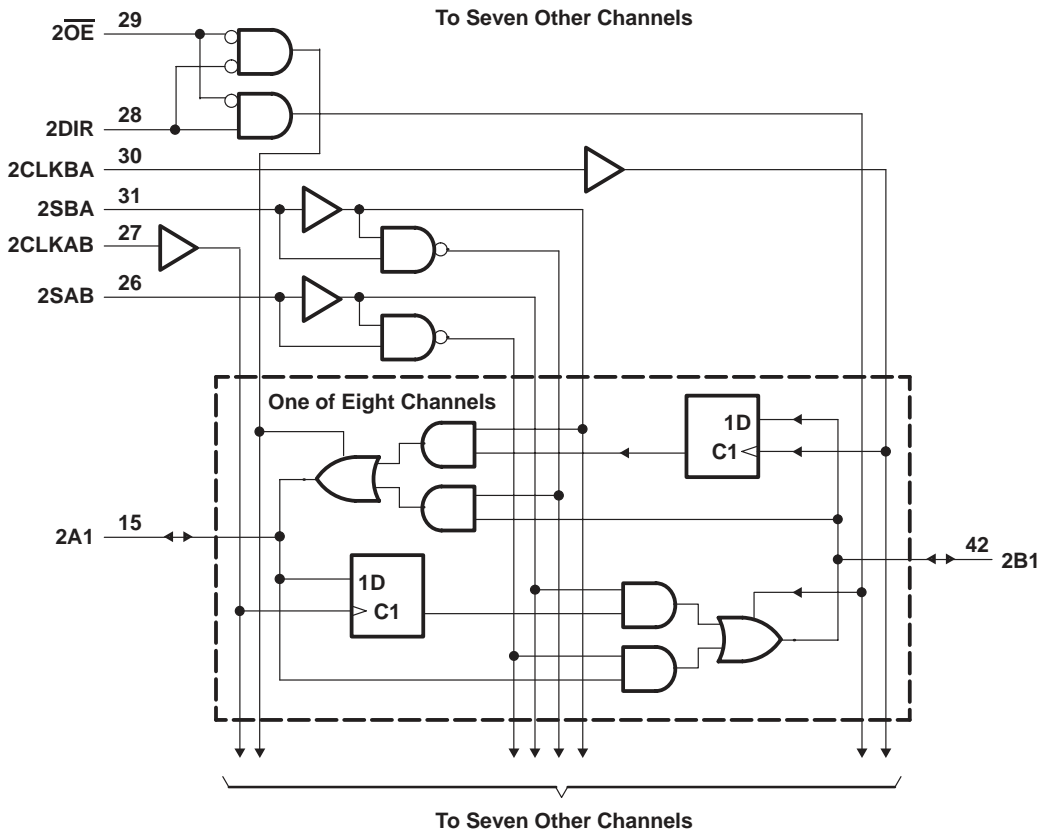 To Seven Other Channels
2OE 29
2DIR 28
2CLKBA 30
2SBA 31
2CLKAB 27
2SAB 26
One of Eight Channels
1D
C1
2A1 15
42 2B1
1D
C1
To Seven Other Channels